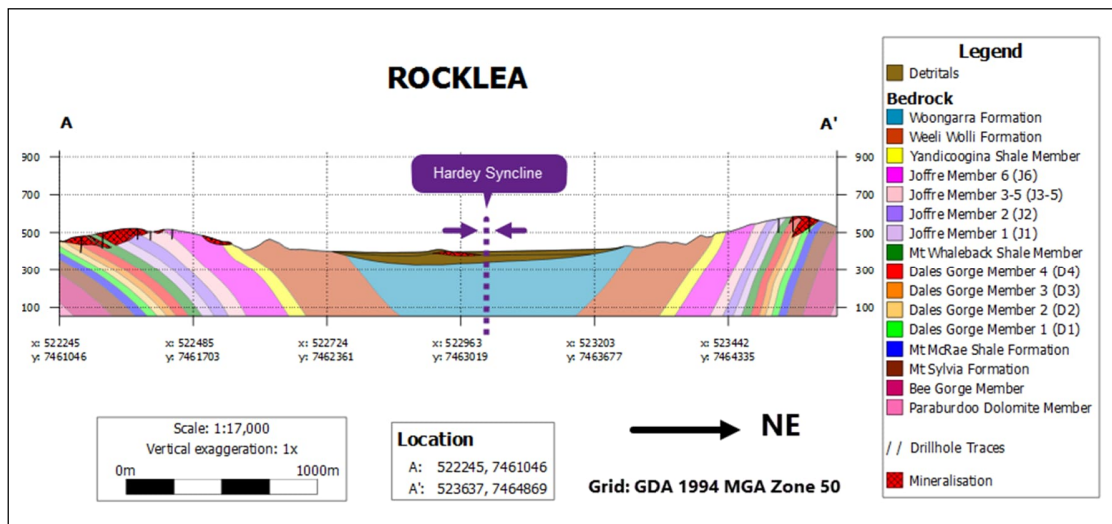 ROCKLEA
A
A'
Hardey Syncline
900
700
500
300
100
900
700
500
300
100
x: 522245
y: 7461046
x: 522485
y: 7461703
x: 522724
y: 7462361
x: 522963
y: 7463019
x: 523203
y: 7463677
x: 523442
y: 7464335
Scale: 1:17,000
Vertical exaggeration: 1x
0m 1000m
Location
A: 522245, 7461046
A': 523637, 7464869
NE
Grid: GDA 1994 MGA Zone 50
Legend
Detritals
Bedrock
Woongarra Formation
Weeli Wolli Formation
Yandicoogina Shale Member
Joffre Member 6 (J6)
Joffre Member 3-5 (J3-5)
Joffre Member 2 (J2)
Joffre Member 1 (J1)
Mt Whaleback Shale Member
Dales Gorge Member 4 (D4)
Dales Gorge Member 3 (D3)
Dales Gorge Member 2 (D2)
Dales Gorge Member 1 (D1)
Mt McRae Shale Formation
Mt Sylvia Formation
Bee Gorge Member
Paraburdoo Dolomite Member
/ / Drillhole Traces
Mineralisation